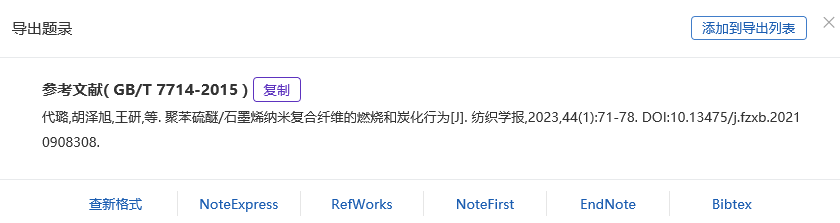 导出题录
添加到导出列表
参考文献( GB/T 7714-2015 ) 复制
代璐,胡泽旭,王研,等. 聚苯硫醚/石墨烯纳米复合纤维的燃烧和炭化行为[J]. 纺织学报,2023,44(1):71-78. DOI:10.13475/j.fzxb.2021
0908308.
查新格式 NoteExpress RefWorks NoteFirst EndNote Bibtex